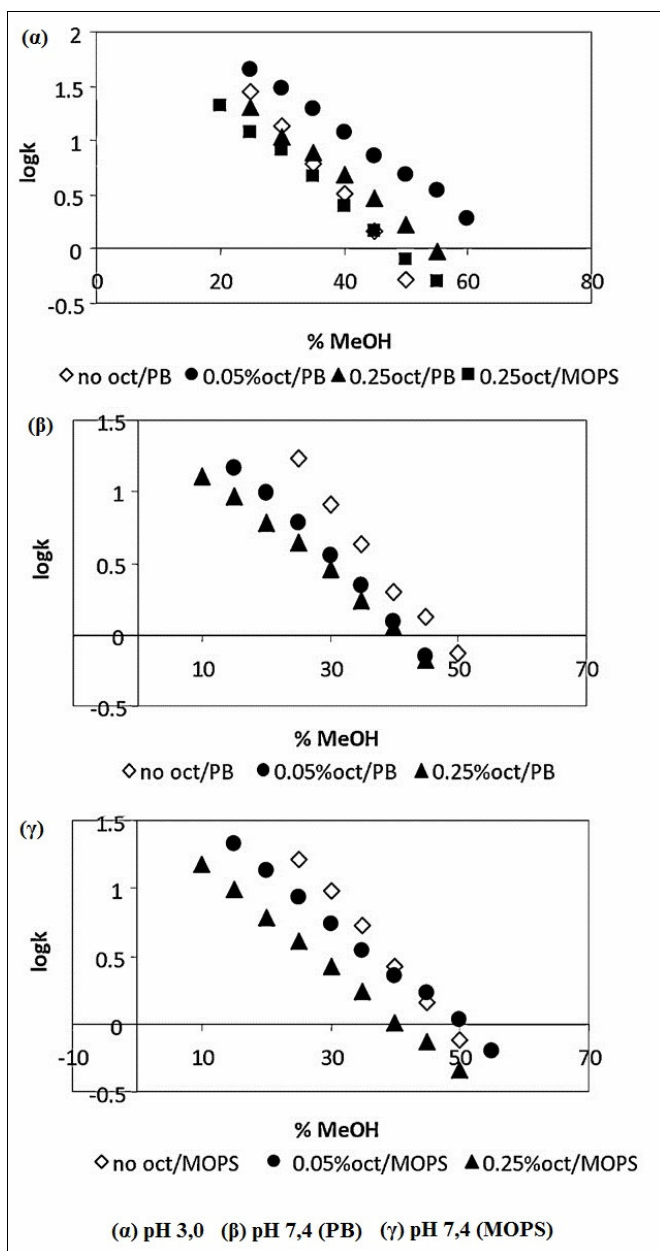 (α)
2
1.5
1
0.5
0
-0.5
logk
0 20 40 60 80
% MeOH
◇ no oct/PB ● 0.05%oct/PB ▲ 0.25oct/PB ■ 0.25oct/MOPS
(β)
1.5
1
0.5
0
-0.5
logk
10 30 50 70
% MeOH
◇ no oct/PB ● 0.05%oct/PB ▲ 0.25%oct/PB
(γ)
1.5
1
0.5
0
-0.5
logk
-10 10 30 50 70
% MeOH
◇ no oct/MOPS ● 0.05%oct/MOPS ▲ 0.25%oct/MOPS
(α) pH 3,0 (β) pH 7,4 (PB) (γ) pH 7,4 (MOPS)